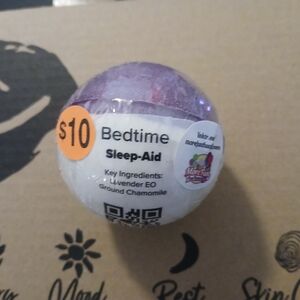 $10
Bedtime
Sleep-Aid
Key Ingredients:
Lavender EO
Ground Chamomile
Mood
Rest
Skin